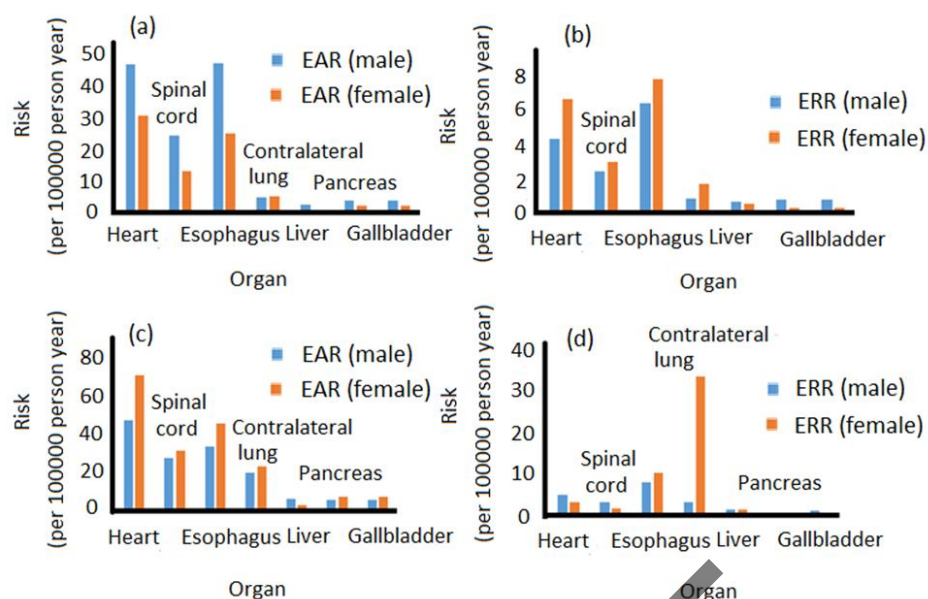 (a)
50
40
30
20
10
0
Risk
(per 100000 person year)
EAR (male)
EAR (female)
Spinal
cord
Contralateral
lung
Pancreas
Heart
Esophagus
Liver
Gallbladder
Organ
(b)
8
6
4
2
0
Risk
(per 100000 person year)
ERR (male)
ERR (female)
Spinal
cord
Heart
Esophagus
Liver
Gallbladder
Organ
(c)
80
60
40
20
0
Risk
(per 100000 person year)
EAR (male)
EAR (female)
Spinal
cord
Contralateral
lung
Pancreas
Heart
Esophagus
Liver
Gallbladder
Organ
(d)
40
30
20
10
0
Risk
(per 100000 person year)
Contralateral
lung
ERR (male)
ERR (female)
Spinal
cord
Pancreas
Heart
Esophagus
Liver
Gallbladder
Organ